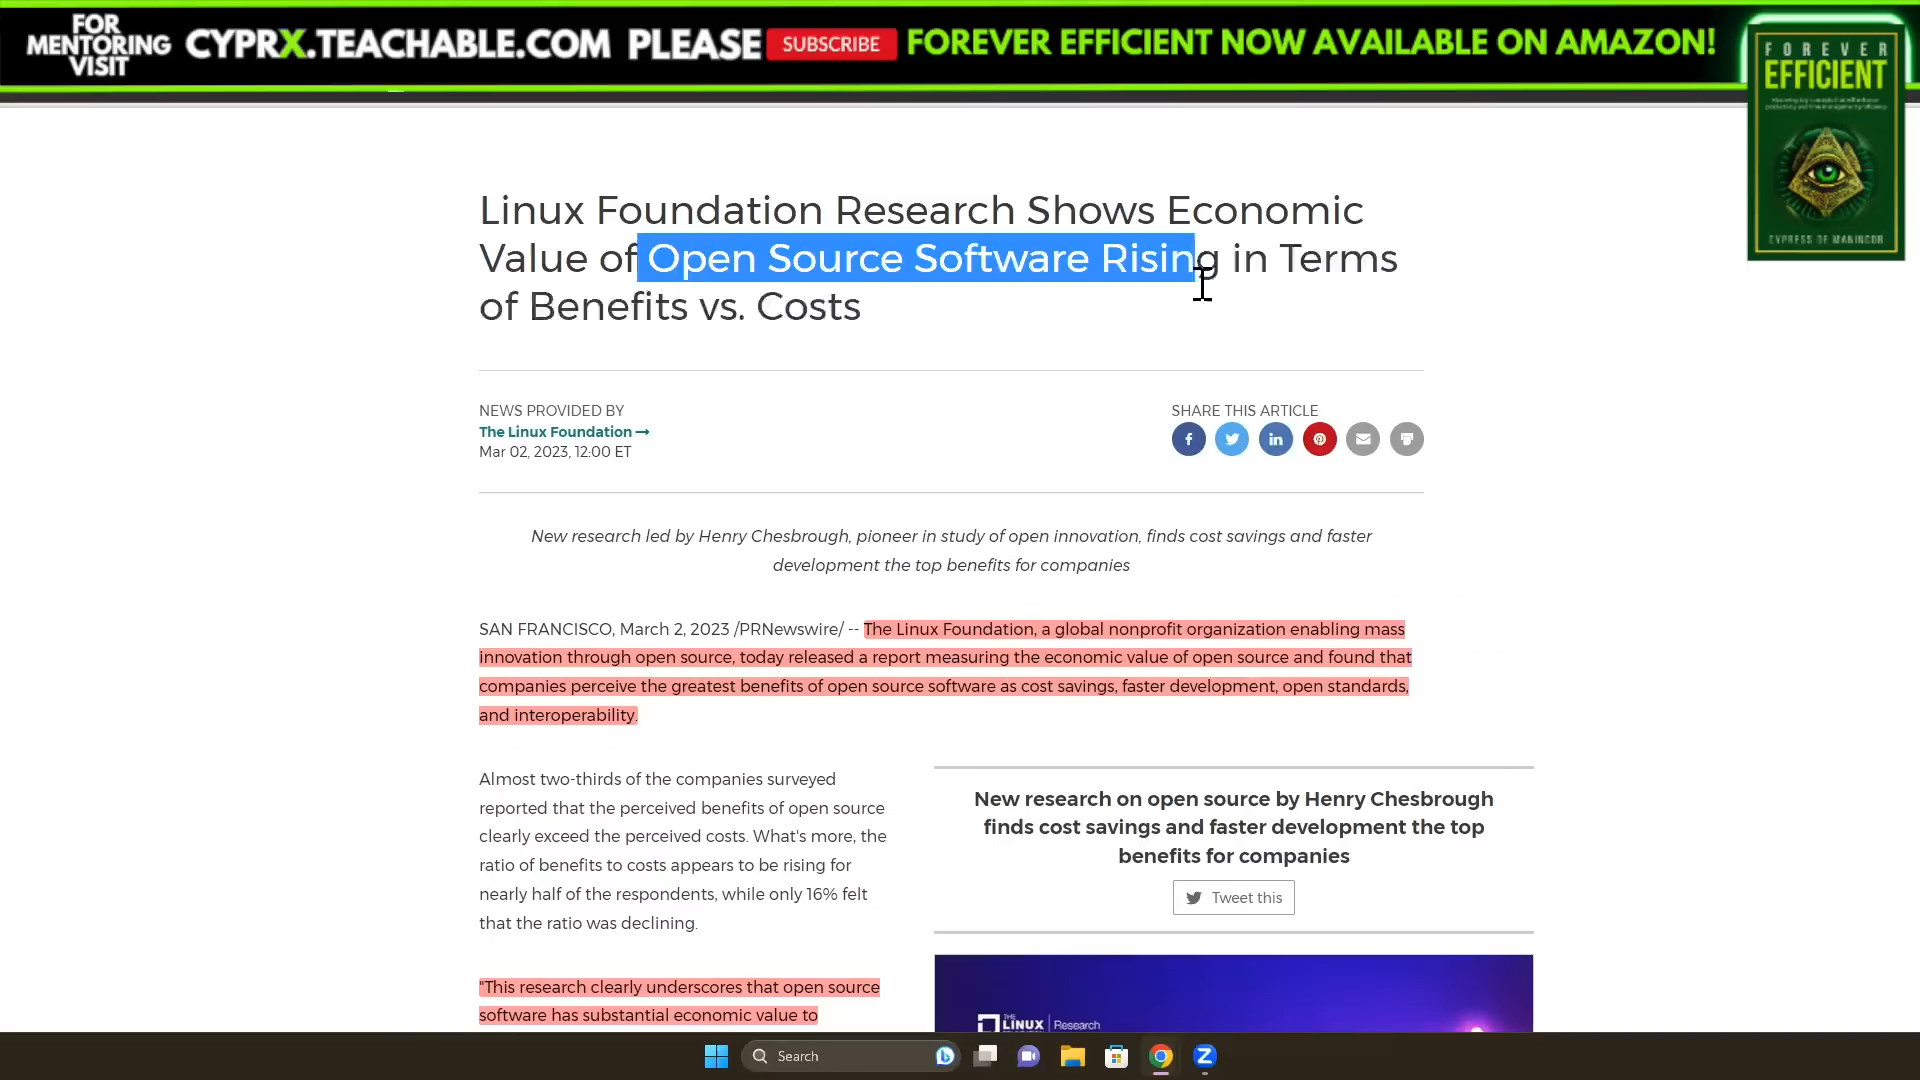 FOR
MENTORING
VISIT
CYPRX.TEACHABLE.COM PLEASE SUBSCRIBE FOREVER EFFICIENT NOW AVAILABLE ON AMAZON!
FOREVER
EFFICIENT
CYPRESS DE MANINCOR
Linux Foundation Research Shows Economic
Value of Open Source Software Rising in Terms
of Benefits vs. Costs
NEWS PROVIDED BY
The Linux Foundation →
Mar 02, 2023, 12:00 ET
SHARE THIS ARTICLE
New research led by Henry Chesbrough, pioneer in study of open innovation, finds cost savings and faster
development the top benefits for companies
SAN FRANCISCO, March 2, 2023 /PRNewswire/ -- The Linux Foundation, a global nonprofit organization enabling mass
innovation through open source, today released a report measuring the economic value of open source and found that
companies perceive the greatest benefits of open source software as cost savings, faster development, open standards,
and interoperability.
Almost two-thirds of the companies surveyed
reported that the perceived benefits of open source
clearly exceed the perceived costs. What's more, the
ratio of benefits to costs appears to be rising for
nearly half of the respondents, while only 16% felt
that the ratio was declining.
"This research clearly underscores that open source
software has substantial economic value to
New research on open source by Henry Chesbrough
finds cost savings and faster development the top
benefits for companies
Tweet this
THE
LINUX Research
Search